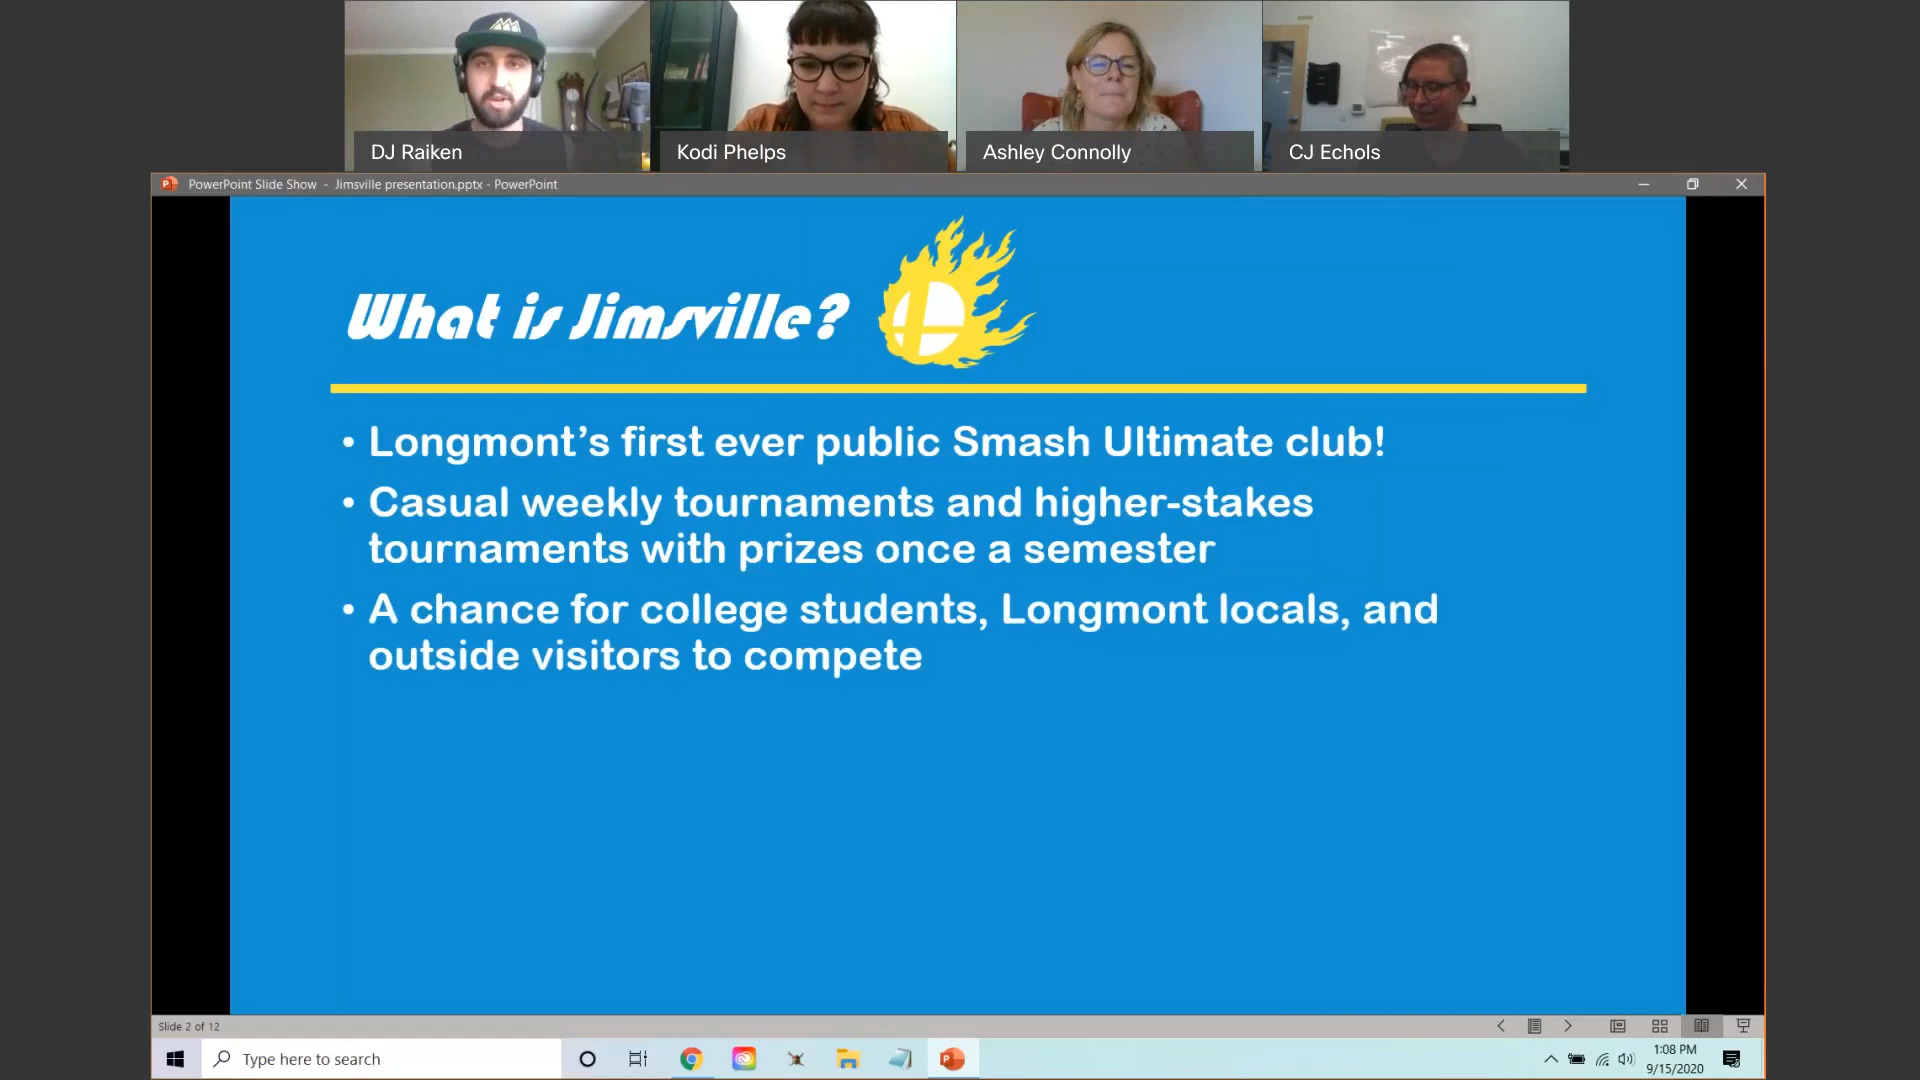 DJ Raiken
Kodi Phelps
Ashley Connolly
CJ Echols
PowerPoint Slide Show - Jimsville presentation.pptx - PowerPoint
What is Jimsville?
• Longmont’s first ever public Smash Ultimate club!
• Casual weekly tournaments and higher-stakes
tournaments with prizes once a semester
• A chance for college students, Longmont locals, and
outside visitors to compete
Slide 2 of 12
Type here to search
1:08 PM
9/15/2020